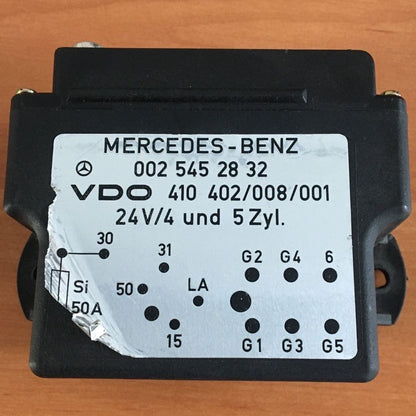 MERCEDES-BENZ
002 545 28 32
VDO 410 402/008/001
24V/4 und 5 Zyl.
30 31 G2 G4 6
Si 50 LA
50A
15 G1 G3 G5